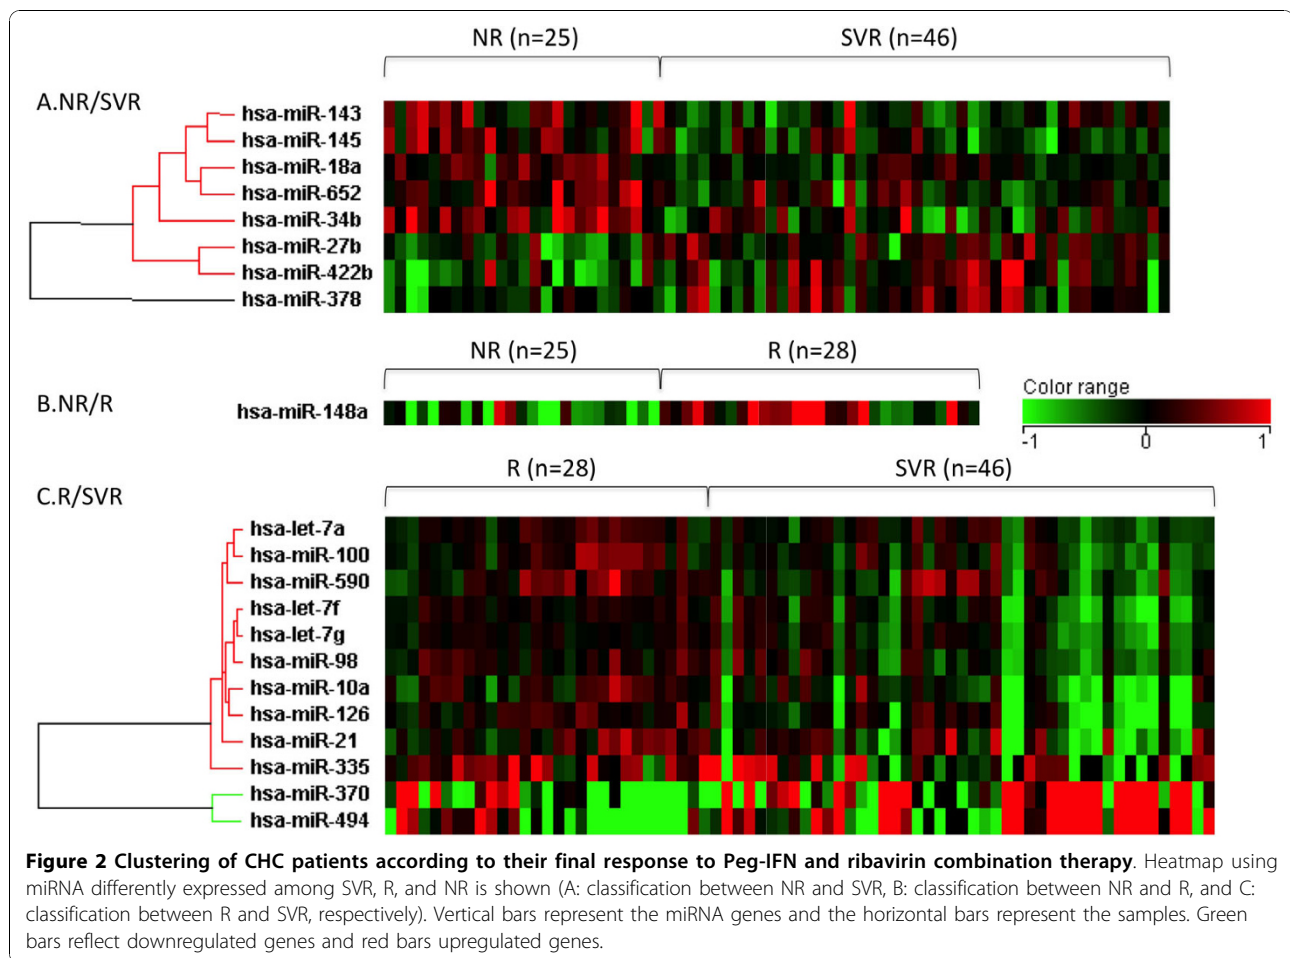 NR (n=25) SVR (n=46)
A.NR/SVR
hsa-miR-143
hsa-miR-145
hsa-miR-18a
hsa-miR-652
hsa-miR-34b
hsa-miR-27b
hsa-miR-422b
hsa-miR-378
NR (n=25) R (n=28)
B.NR/R
hsa-miR-148a
Color range
-1 0 1
R (n=28) SVR (n=46)
C.R/SVR
hsa-let-7a
hsa-miR-100
hsa-miR-590
hsa-let-7f
hsa-let-7g
hsa-miR-98
hsa-miR-10a
hsa-miR-126
hsa-miR-21
hsa-miR-335
hsa-miR-370
hsa-miR-494
Figure 2 Clustering of CHC patients according to their final response to Peg-IFN and ribavirin combination therapy. Heatmap using
miRNA differently expressed among SVR, R, and NR is shown (A: classification between NR and SVR, B: classification between NR and R, and C:
classification between R and SVR, respectively). Vertical bars represent the miRNA genes and the horizontal bars represent the samples. Green
bars reflect downregulated genes and red bars upregulated genes.